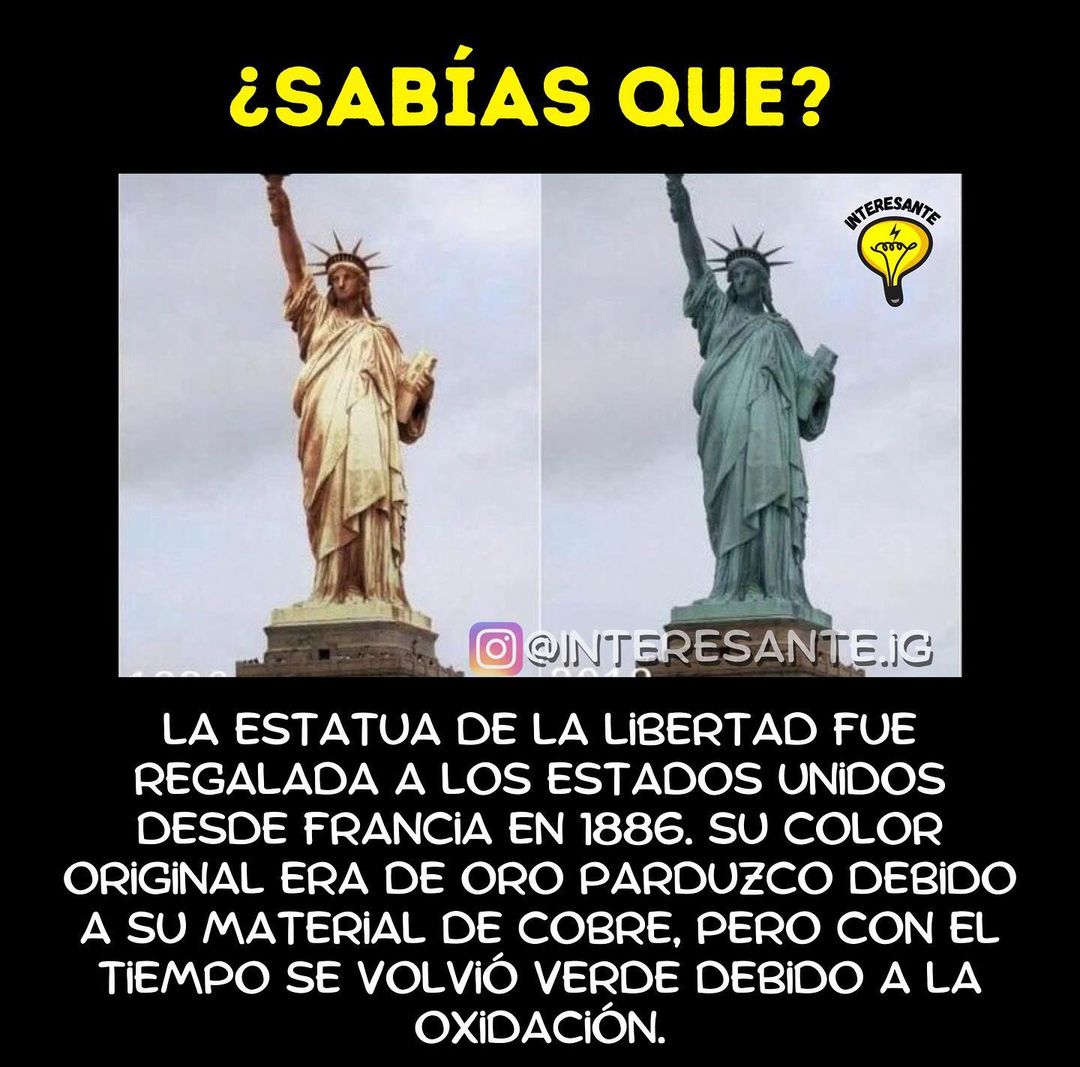 ¿SABÍAS QUE?
INTERESANTE
@INTERESANTE.IG
LA ESTATUA DE LA LIBERTAD FUE
REGALADA A LOS ESTADOS UNIDOS
DESDE FRANCIA EN 1886. SU COLOR
ORIGINAL ERA DE ORO PARDUZCO DEBIDO
A SU MATERIAL DE COBRE, PERO CON EL
TIEMPO SE VOLVIÓ VERDE DEBIDO A LA
OXIDACIÓN.